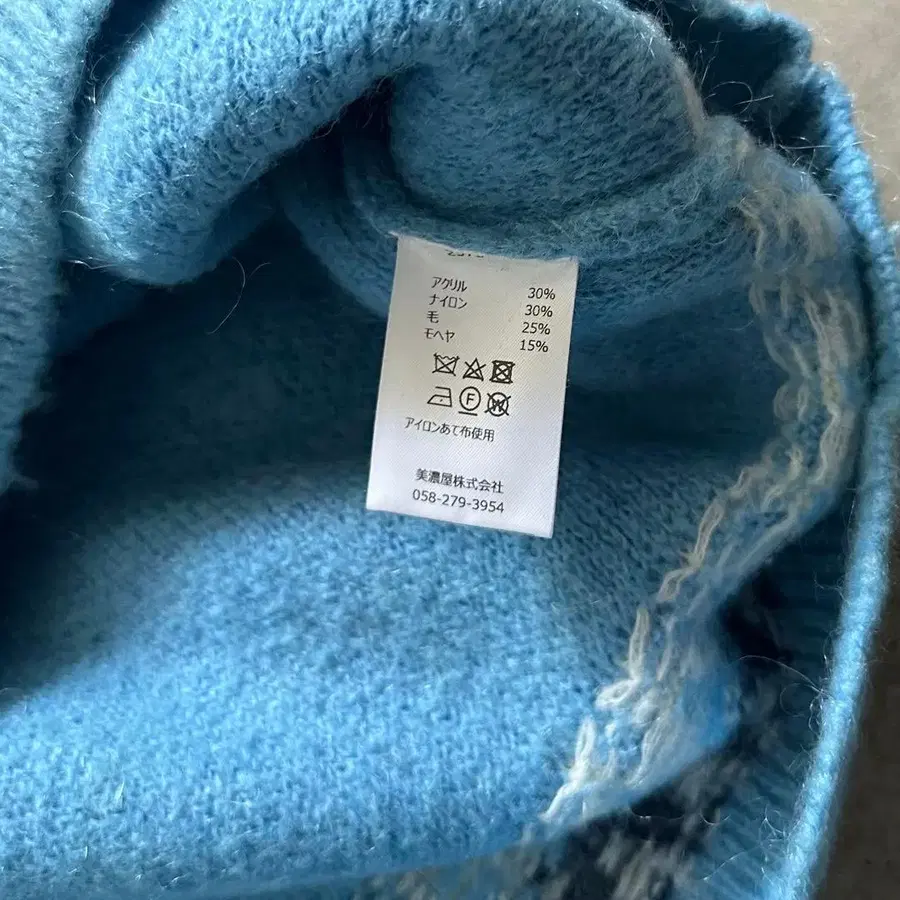 アクリル 30%
ナイロン 30%
毛 25%
モヘヤ 15%
F
W
アイロンあて布使用
美濃屋株式会社
058-279-3954